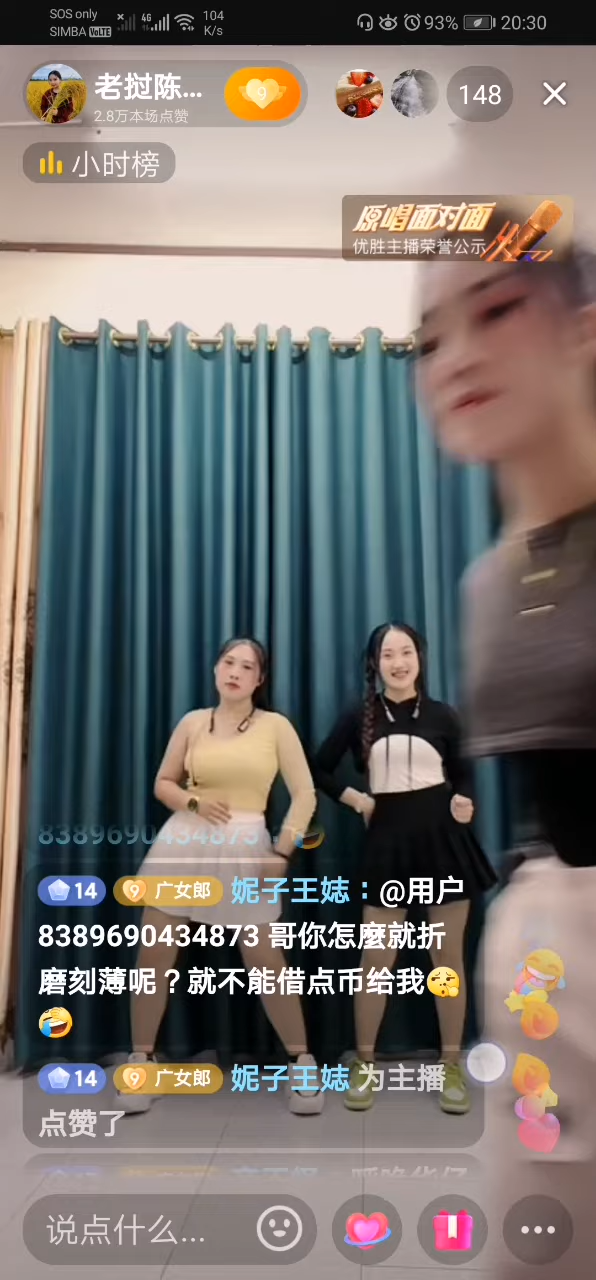 SOS only
SIMBA VoLTE
4G
104
K/s
93%
20:30
老挝陈...
2.8万本场点赞
9
148
小时榜
原唱面对面
优胜主播荣誉公示
8389690434873
14 9 广女郎 妮子王娡：@用户
8389690434873 哥你怎麼就折
磨刻薄呢？就不能借点币给我
14 9 广女郎 妮子王娡 为主播
点赞了
说点什么...